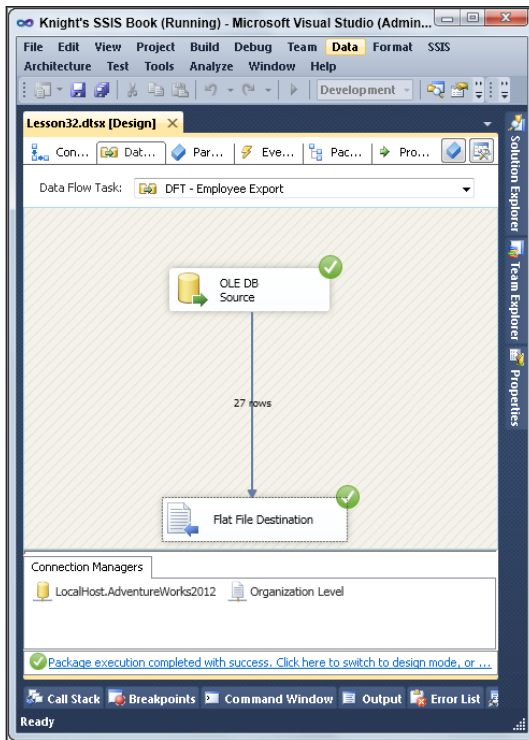 Knight's SSIS Book (Running) - Microsoft Visual Studio (Admin...
File Edit View Project Build Debug Team Data Format SSIS
Architecture Test Tools Analyze Window Help
Development
Lesson32.dtsx [Design]
Con... Dat... Par... Eve... Pac... Pro...
Data Flow Task: DFT - Employee Export
OLE DB
Source
27 rows
Flat File Destination
Connection Managers
LocalHost.AdventureWorks2012 Organization Level
Package execution completed with success. Click here to switch to design mode, or ...
Call Stack Breakpoints Command Window Output Error List
Ready
Solution Explorer
Team Explorer
Properties